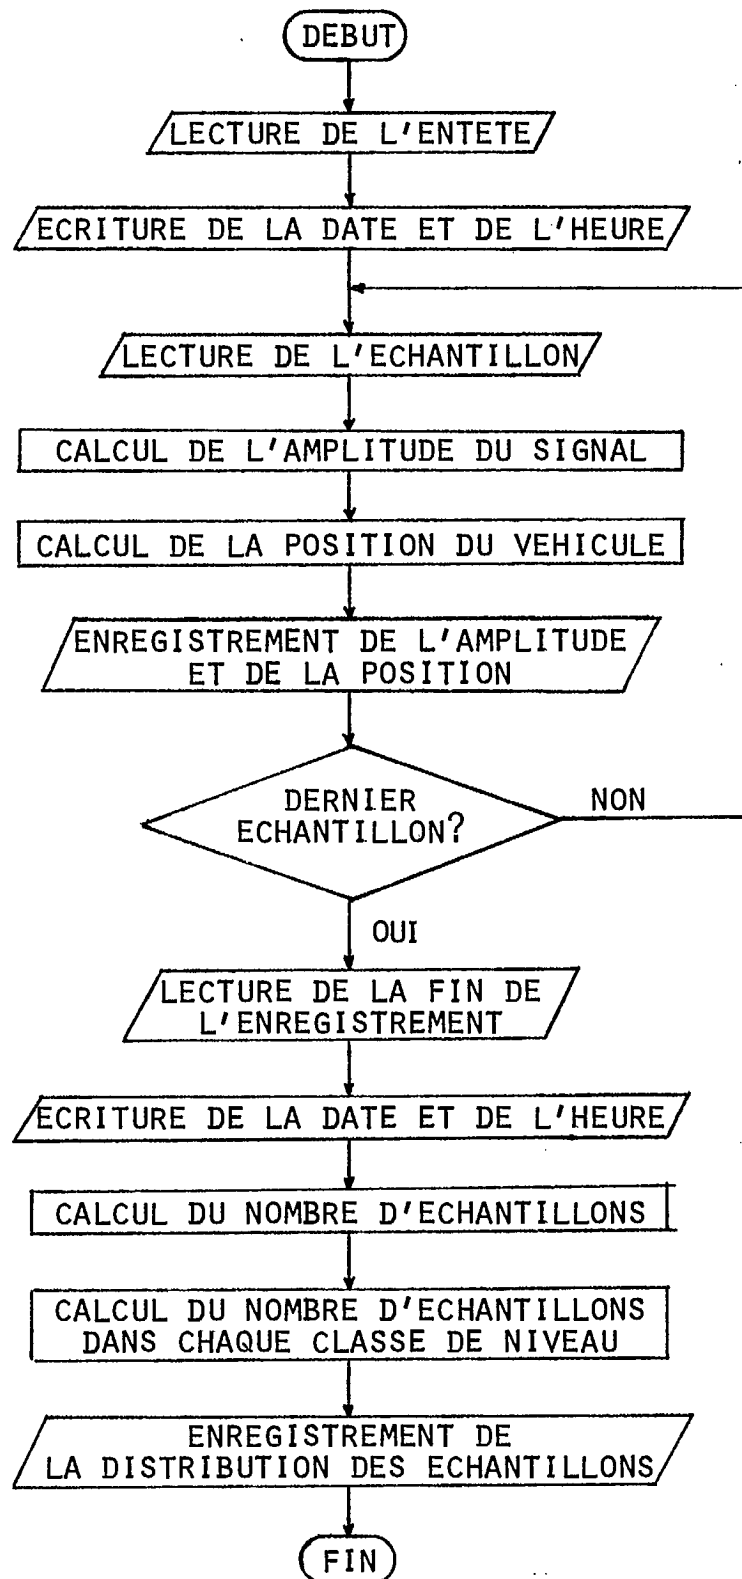 DEBUT
LECTURE DE L'ENTETE
ECRITURE DE LA DATE ET DE L'HEURE
LECTURE DE L'ECHANTILLON
CALCUL DE L'AMPLITUDE DU SIGNAL
CALCUL DE LA POSITION DU VEHICULE
ENREGISTREMENT DE L'AMPLITUDE
ET DE LA POSITION
DERNIER
ECHANTILLON?
NON
OUI
LECTURE DE LA FIN DE
L'ENREGISTREMENT
ECRITURE DE LA DATE ET DE L'HEURE
CALCUL DU NOMBRE D'ECHANTILLONS
CALCUL DU NOMBRE D'ECHANTILLONS
DANS CHAQUE CLASSE DE NIVEAU
ENREGISTREMENT DE
LA DISTRIBUTION DES ECHANTILLONS
FIN